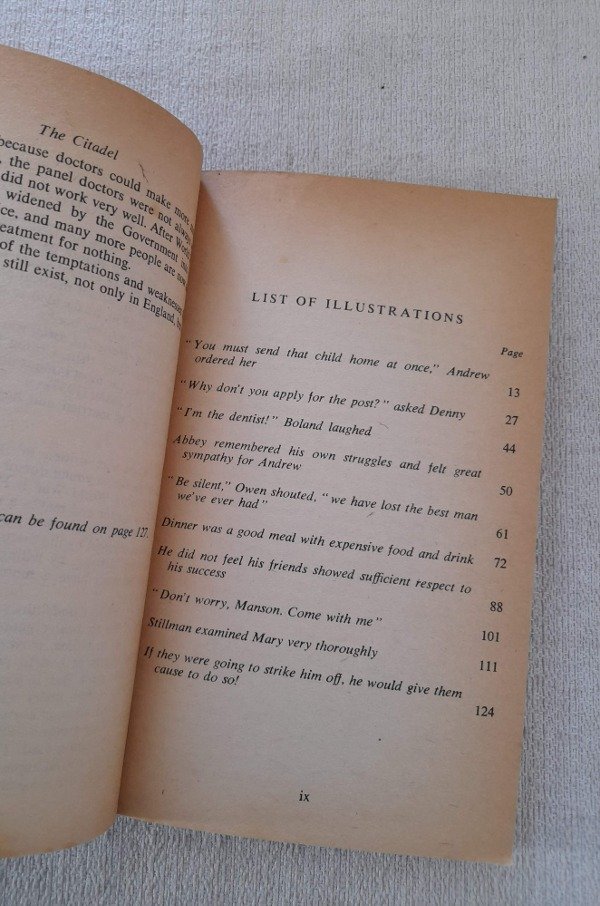 The Citadel
because doctors could make more
the panel doctors were not always
did not work very well. After
widened by the Government
and many more people are now
treatment for nothing.
of the temptations and weaknesses
still exist, not only in England,
can be found on page 127.
LIST OF ILLUSTRATIONS
Page
"You must send that child home at once," Andrew
ordered her 13
"Why don't you apply for the post?" asked Denny 27
"I'm the dentist!" Boland laughed 44
Abbey remembered his own struggles and felt great
sympathy for Andrew 50
"Be silent," Owen shouted, "we have lost the best man
we've ever had" 61
Dinner was a good meal with expensive food and drink 72
He did not feel his friends showed sufficient respect to
his success 88
"Don't worry, Manson. Come with me" 101
Stillman examined Mary very thoroughly 111
If they were going to strike him off, he would give them
cause to do so! 124
ix